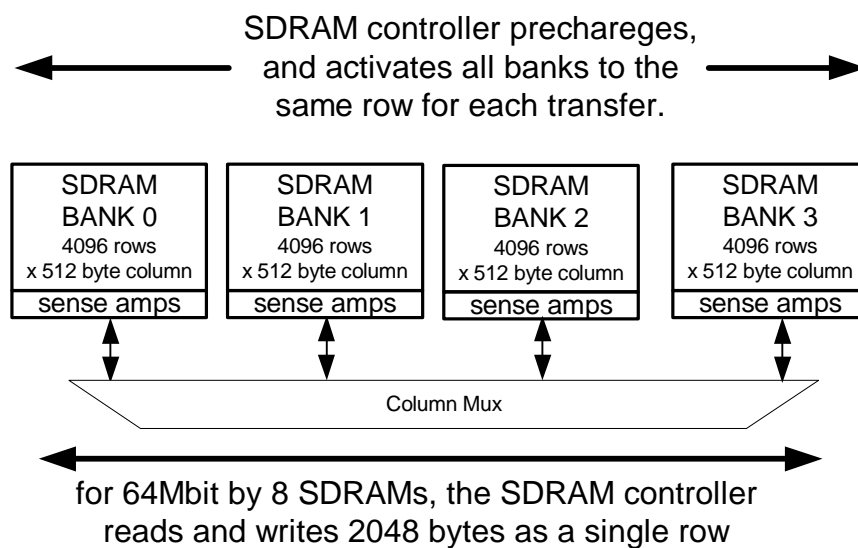 SDRAM controller prechareges,
and activates all banks to the
same row for each transfer.
SDRAM
BANK 0
4096 rows
x 512 byte column
sense amps
SDRAM
BANK 1
4096 rows
x 512 byte column
sense amps
SDRAM
BANK 2
4096 rows
x 512 byte column
sense amps
SDRAM
BANK 3
4096 rows
x 512 byte column
sense amps
Column Mux
for 64Mbit by 8 SDRAMs, the SDRAM controller
reads and writes 2048 bytes as a single row